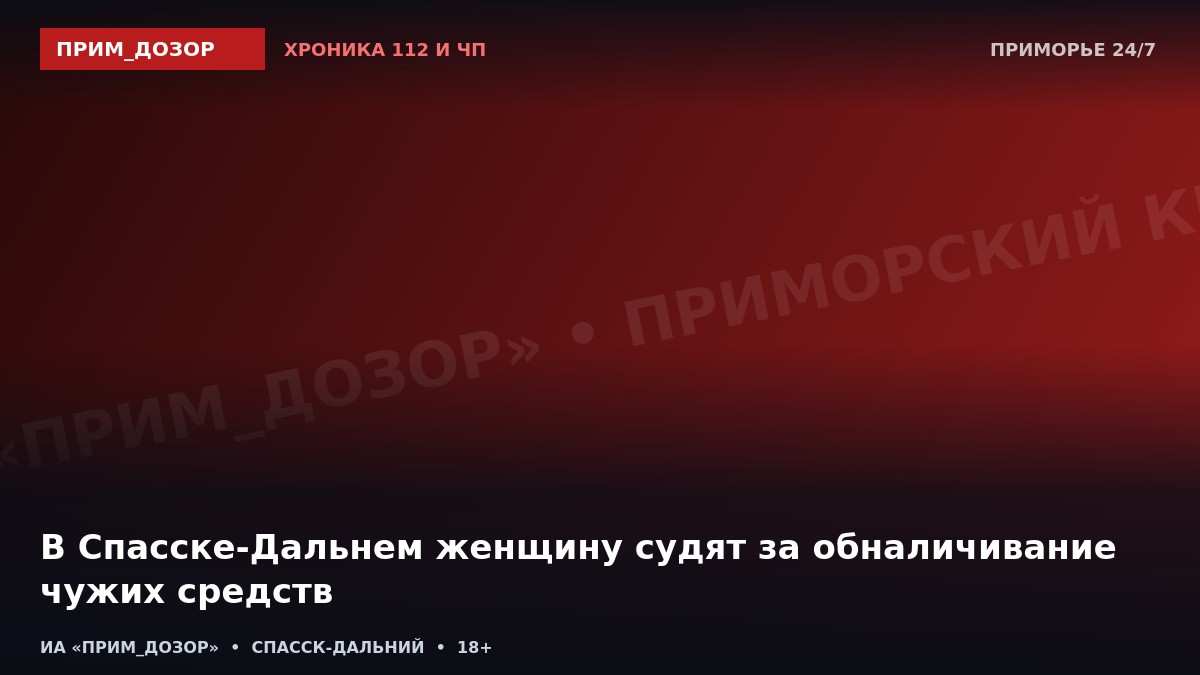 ПРИМ_ДОЗОР
ХРОНИКА 112 И ЧП
ПРИМОРЬЕ 24/7
«ПРИМ_ДОЗОР» • ПРИМОРСКИЙ
В Спасске-Дальнем женщину судят за обналичивание
чужих средств
ИА «ПРИМ_ДОЗОР» • СПАССК-ДАЛЬНИЙ • 18+